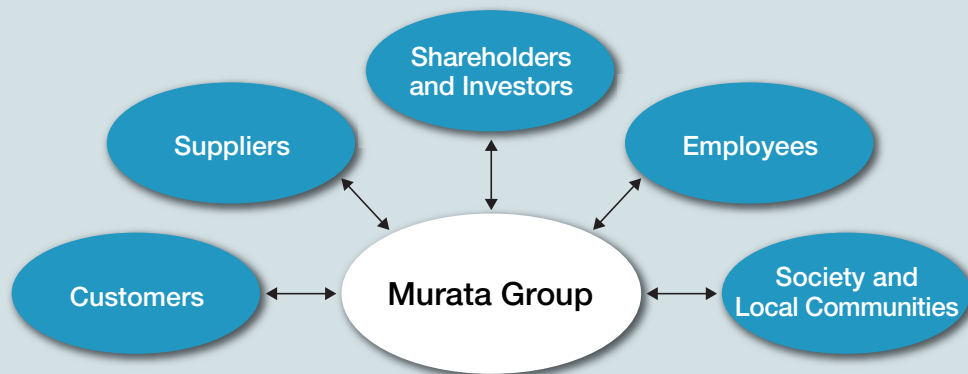 Shareholders
and Investors
Suppliers
Employees
Customers
Murata Group
Society and
Local Communities